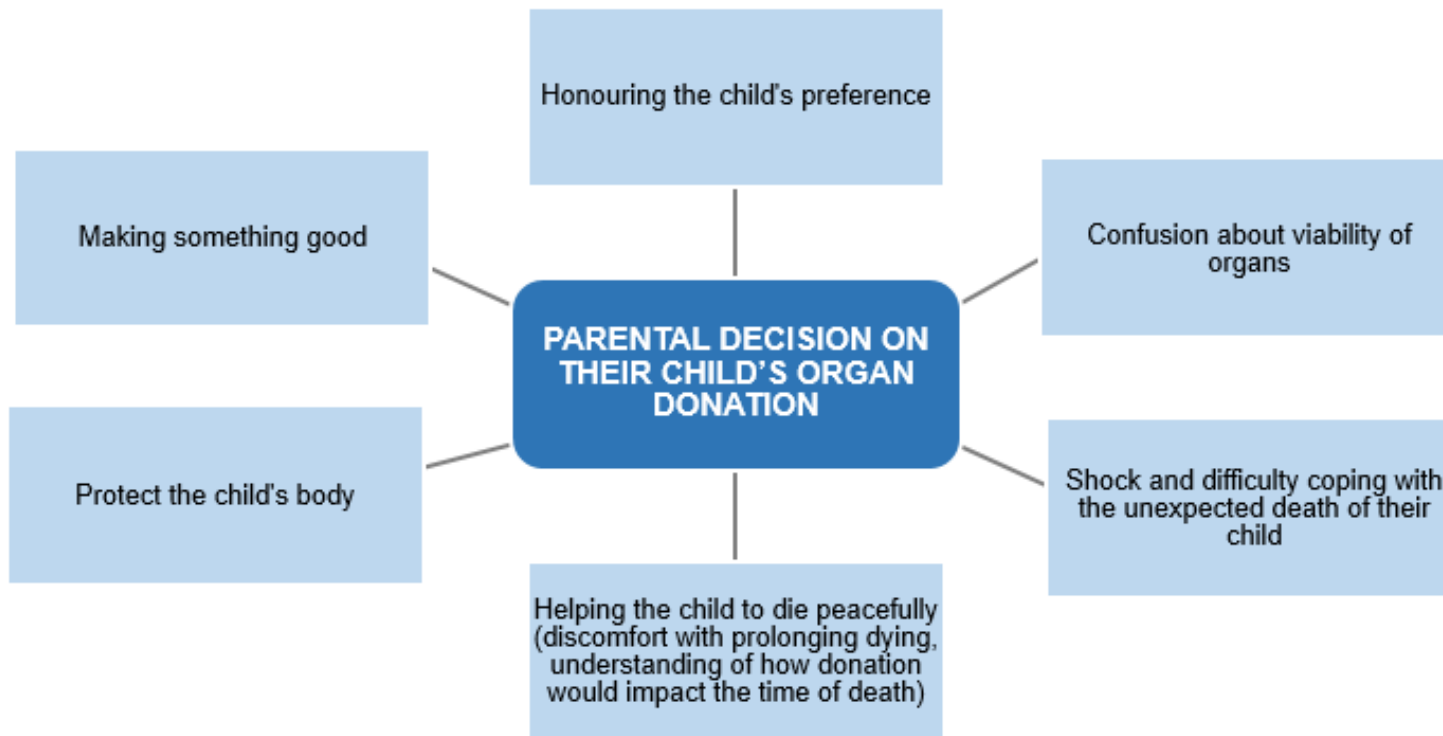 Honouring the child's preference
Making something good
Confusion about viability of
organs
PARENTAL DECISION ON
THEIR CHILD’S ORGAN
DONATION
Protect the child's body
Shock and difficulty coping with
the unexpected death of their
child
Helping the child to die peacefully
(discomfort with prolonging dying,
understanding of how donation
would impact the time of death)